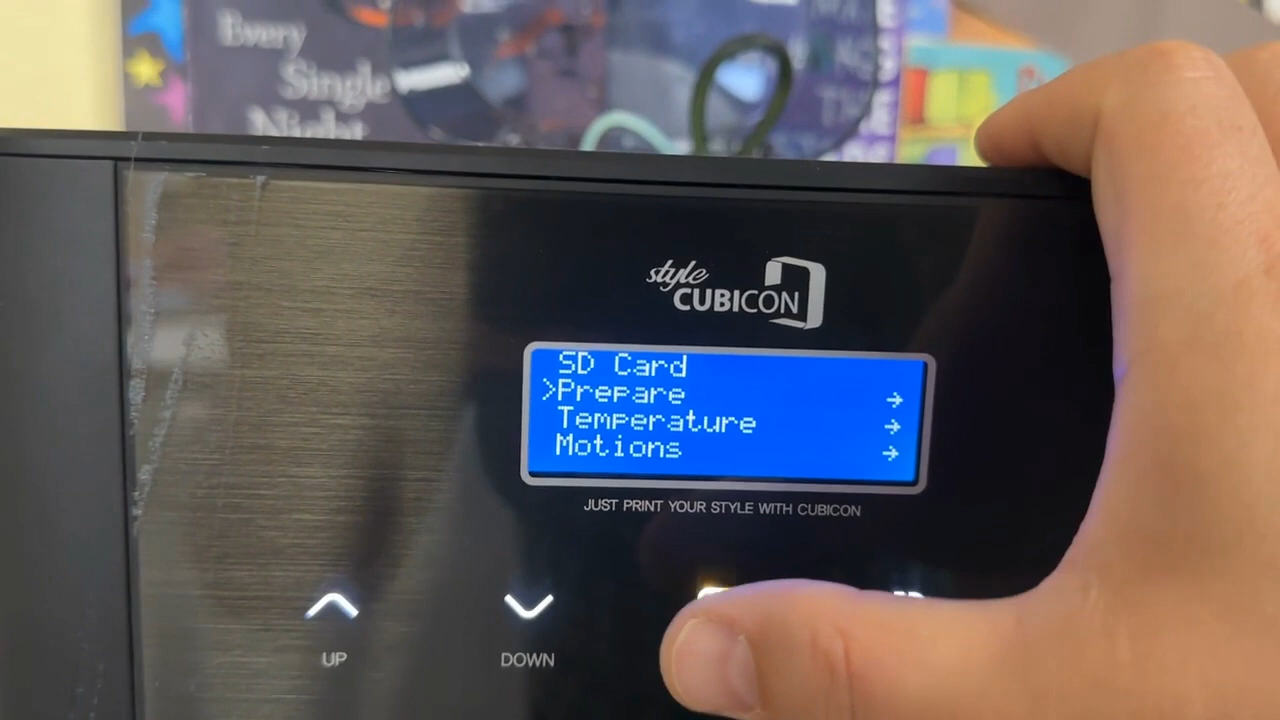 Every
Single
Night
style
CUBICON
SD Card
>Prepare →
Temperature →
Motions →
JUST PRINT YOUR STYLE WITH CUBICON
UP
DOWN